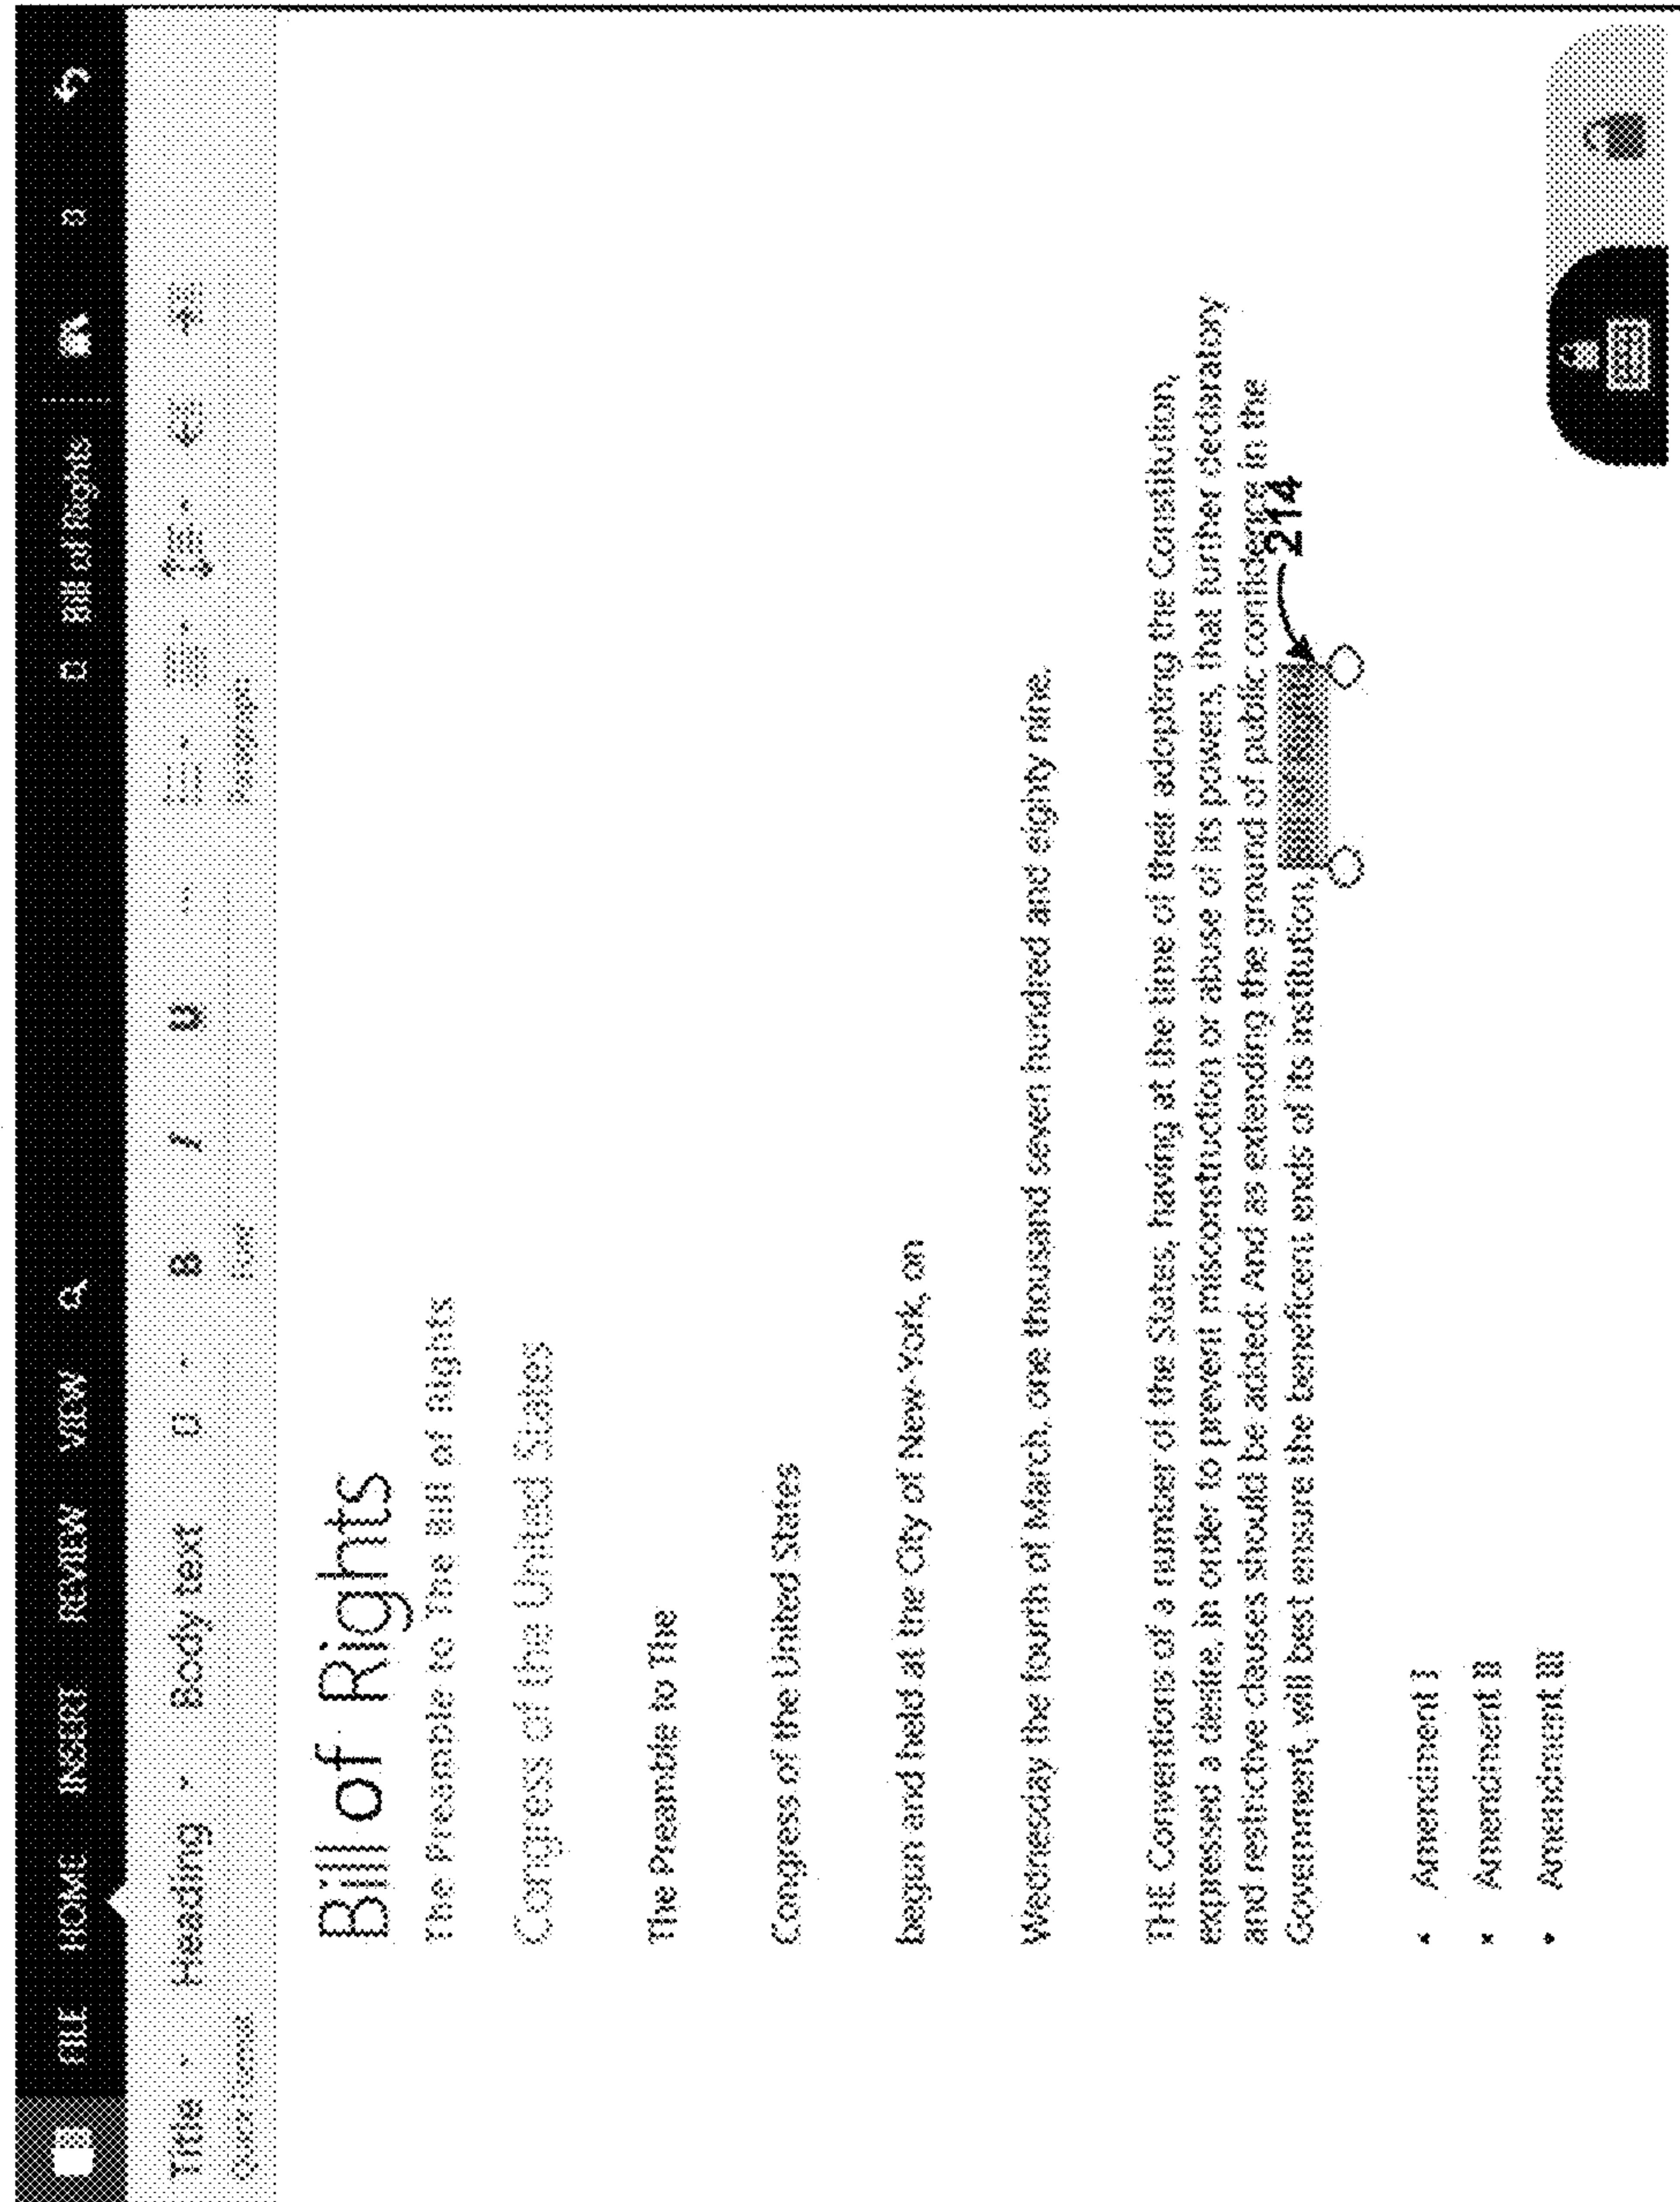 FILE HOME INSERT REVIEW VIEW Bill of Rights
Title Heading Body text B I U
Font Paragraph
Bill of Rights
The Preamble to The Bill of Rights
Congress of the United States
The Preamble to The
Congress of the United States
begun and held at the City of New-York, on
Wednesday the fourth of March, one thousand seven hundred and eighty nine.
THE Conventions of a number of the States, having at the time of their adopting the Constitution,
expressed a desire, in order to prevent misconstruction or abuse of its powers, that further declaratory
and restrictive clauses should be added: And as extending the ground of public confidence in the
Government, will best ensure the beneficent ends of its institution.
214
• Amendment I
• Amendment II
• Amendment III